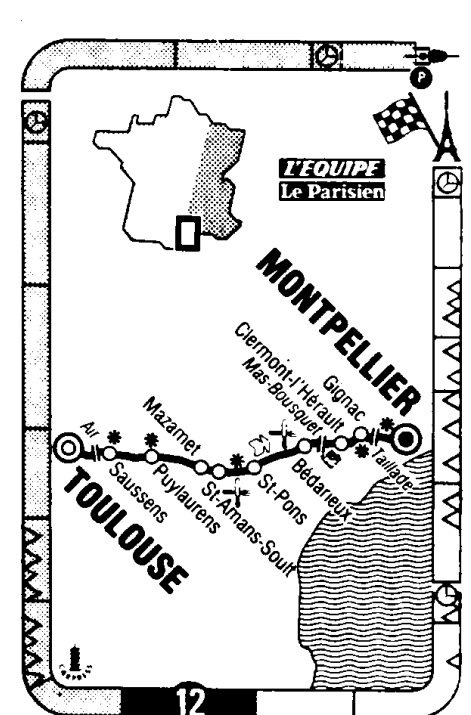 P
L'EQUIPE
Le Parisien
MONTPELLIER
Clermont-l'Hérault
Mas-Bousquet
Gignac
Mazamet
Air
Taillade
Saussens
Puylaurens
St-Amans-Soult
St-Pons
Bédarieux
TOULOUSE
12